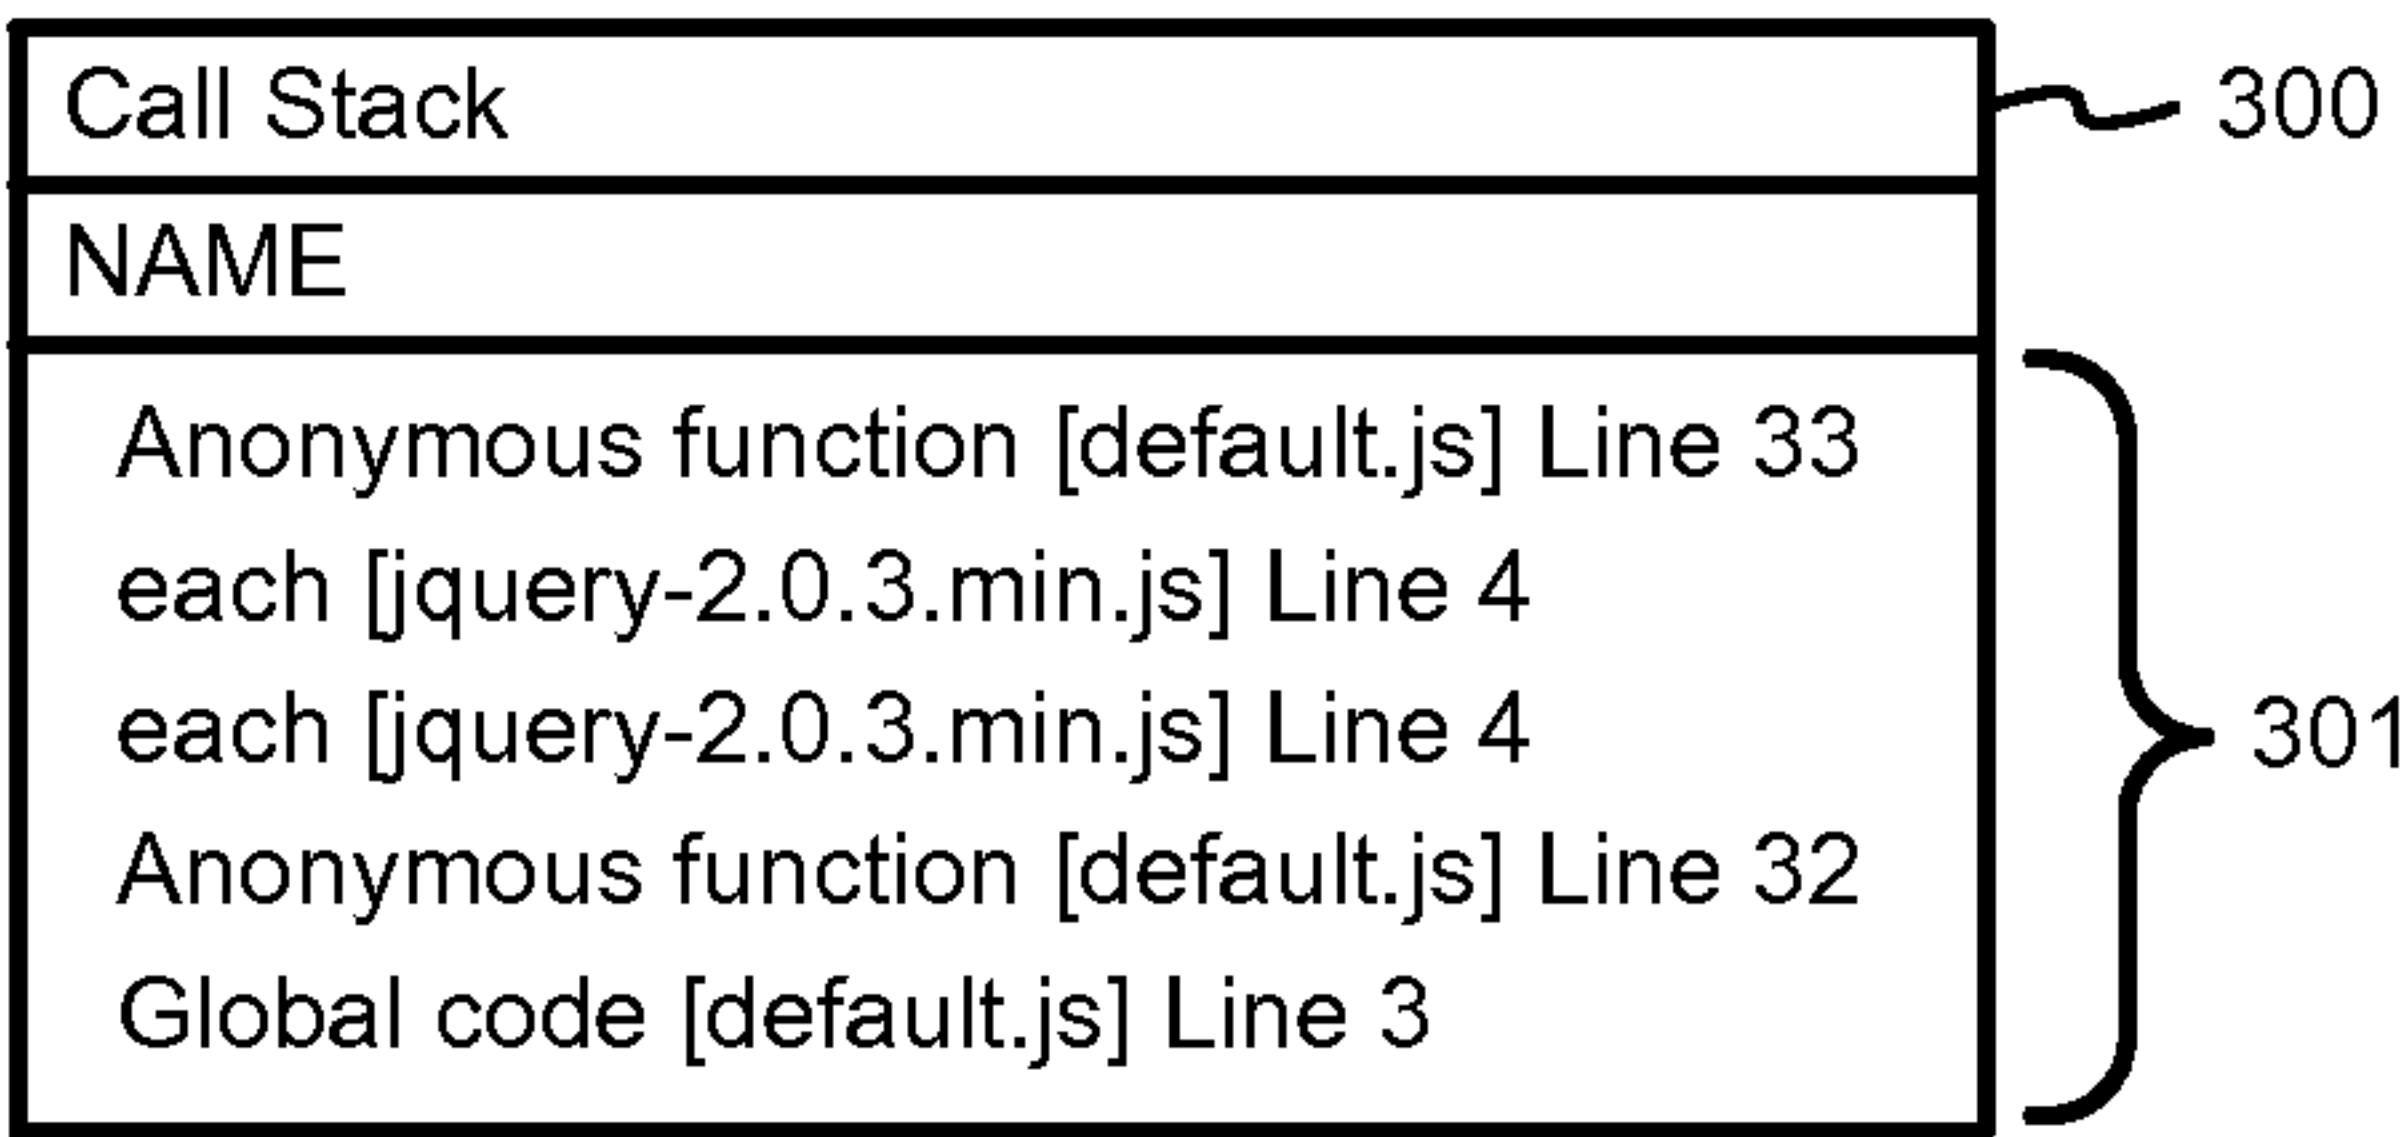 Call Stack
300
NAME
Anonymous function [default.js] Line 33
each [jquery-2.0.3.min.js] Line 4
each [jquery-2.0.3.min.js] Line 4
301
Anonymous function [default.js] Line 32
Global code [default.js] Line 3